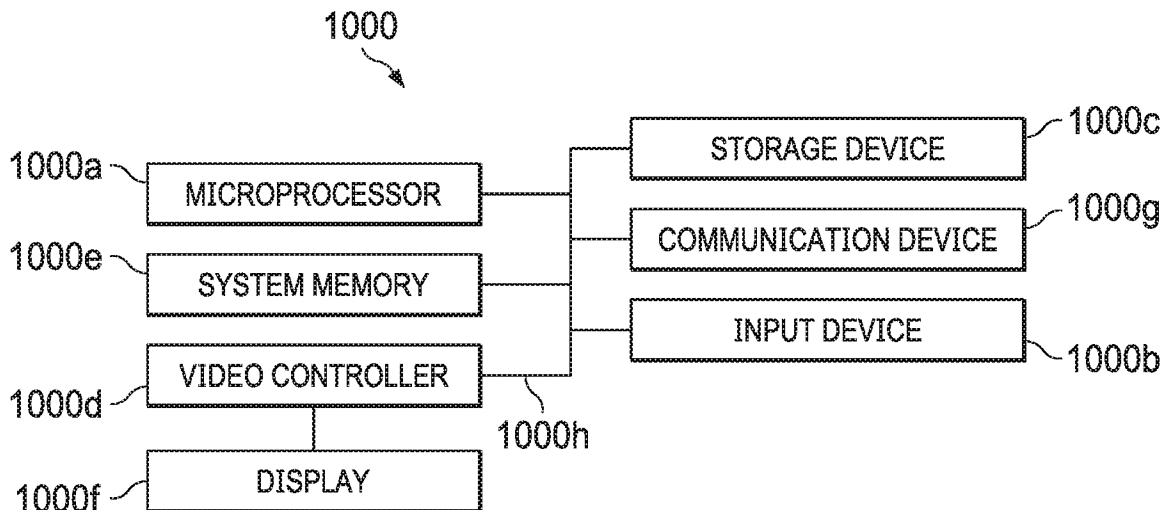 1000
1000a
MICROPROCESSOR
1000e
SYSTEM MEMORY
1000d
VIDEO CONTROLLER
1000f
DISPLAY
1000h
STORAGE DEVICE
1000c
COMMUNICATION DEVICE
1000g
INPUT DEVICE
1000b